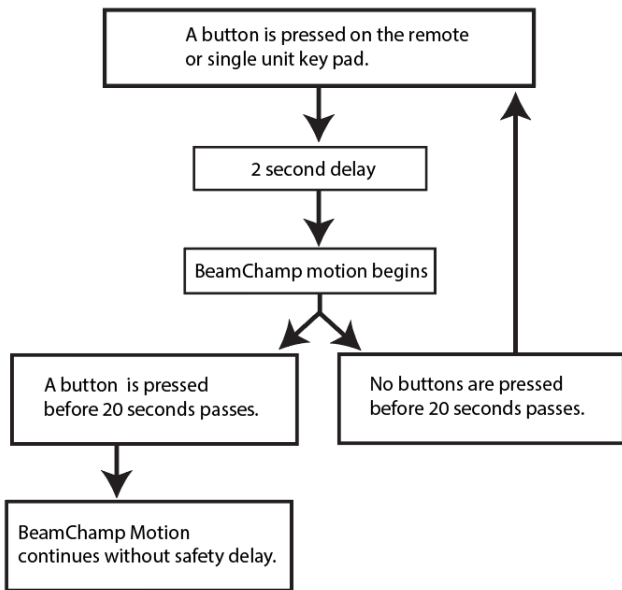 A button is pressed on the remote
or single unit key pad.
2 second delay
BeamChamp motion begins
A button is pressed
before 20 seconds passes.
No buttons are pressed
before 20 seconds passes.
BeamChamp Motion
continues without safety delay.